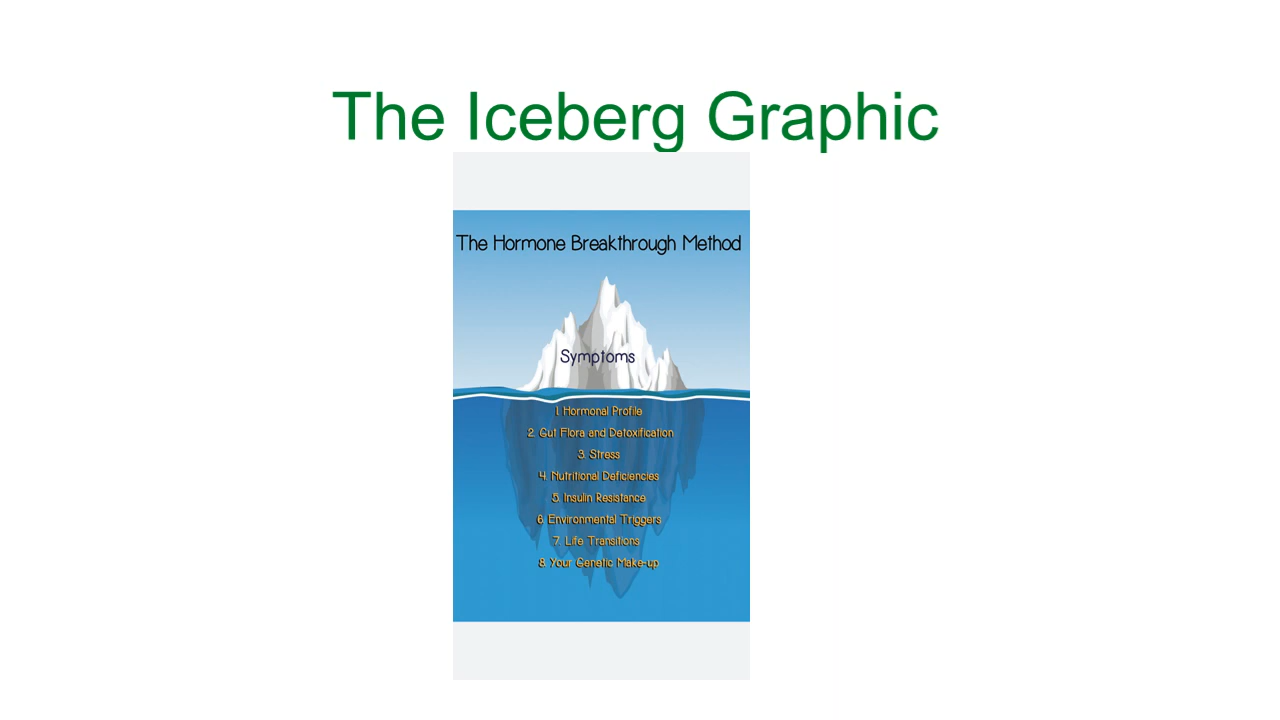 The Iceberg Graphic
The Hormone Breakthrough Method
Symptoms
1. Hormonal Profile
2. Gut Flora and Detoxification
3. Stress
4. Nutritional Deficiencies
5. Insulin Resistance
6. Environmental Triggers
7. Life Transitions
8. Your Genetic Make-up